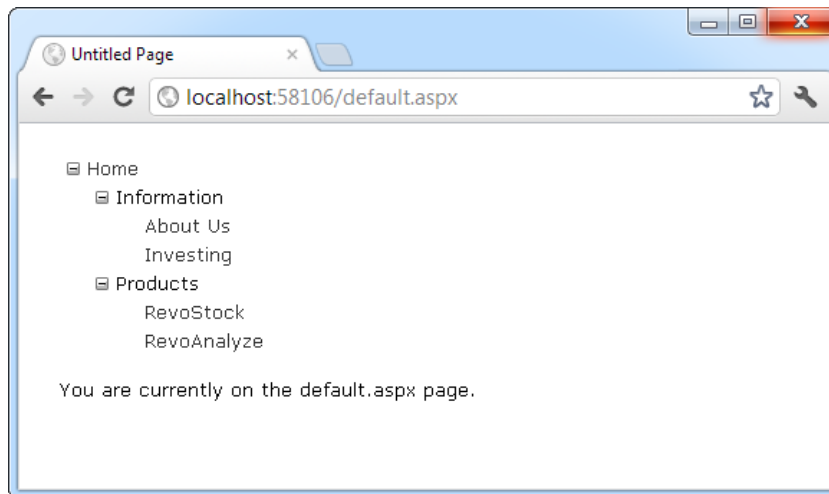 Untitled Page
localhost:58106/default.aspx
Home
Information
About Us
Investing
Products
RevoStock
RevoAnalyze
You are currently on the default.aspx page.